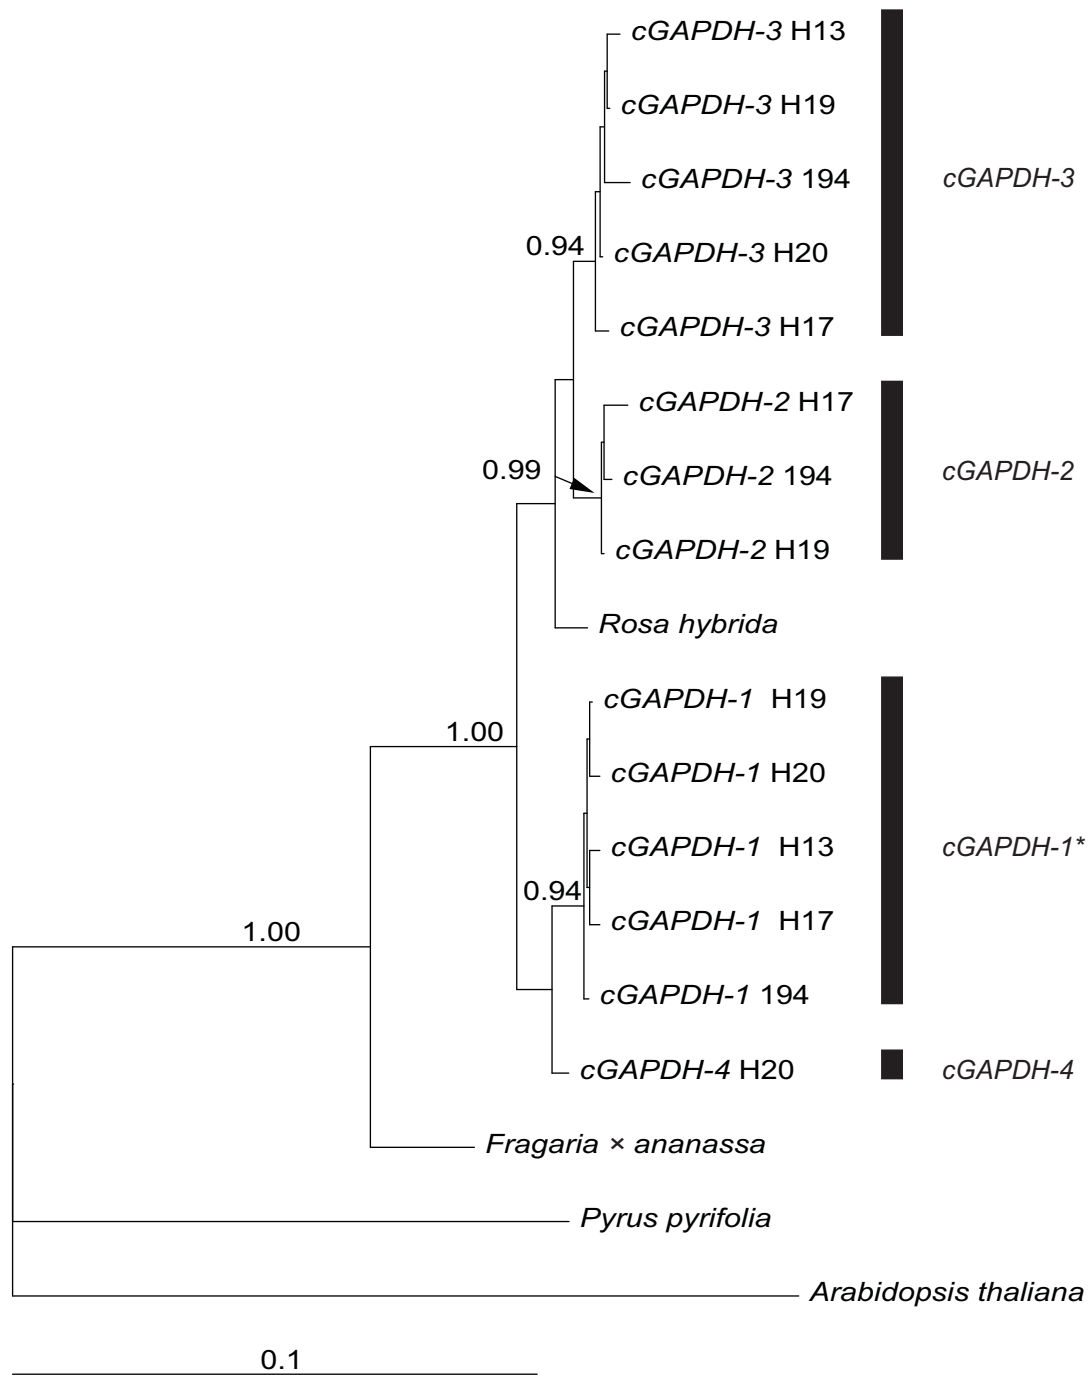 cGAPDH-3 H13
cGAPDH-3 H19
cGAPDH-3 194
cGAPDH-3
0.94
cGAPDH-3 H20
cGAPDH-3 H17
cGAPDH-2 H17
0.99
cGAPDH-2 194
cGAPDH-2
cGAPDH-2 H19
Rosa hybrida
cGAPDH-1 H19
1.00
cGAPDH-1 H20
cGAPDH-1 H13
cGAPDH-1*
0.94
cGAPDH-1 H17
1.00
cGAPDH-1 194
cGAPDH-4 H20
cGAPDH-4
Fragaria × ananassa
Pyrus pyrifolia
Arabidopsis thaliana
0.1